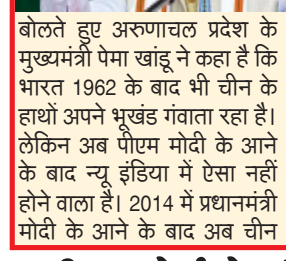 बोलते हुए अरुणाचल प्रदेश के
मुख्यमंत्री पेमा खांडू ने कहा है कि
भारत 1962 के बाद भी चीन के
हाथों अपने भूखंड गंवाता रहा है।
लेकिन अब पीएम मोदी के आने
के बाद न्यू इंडिया में ऐसा नहीं
होने वाला है। 2014 में प्रधानमंत्री
मोदी के आने के बाद अब चीन